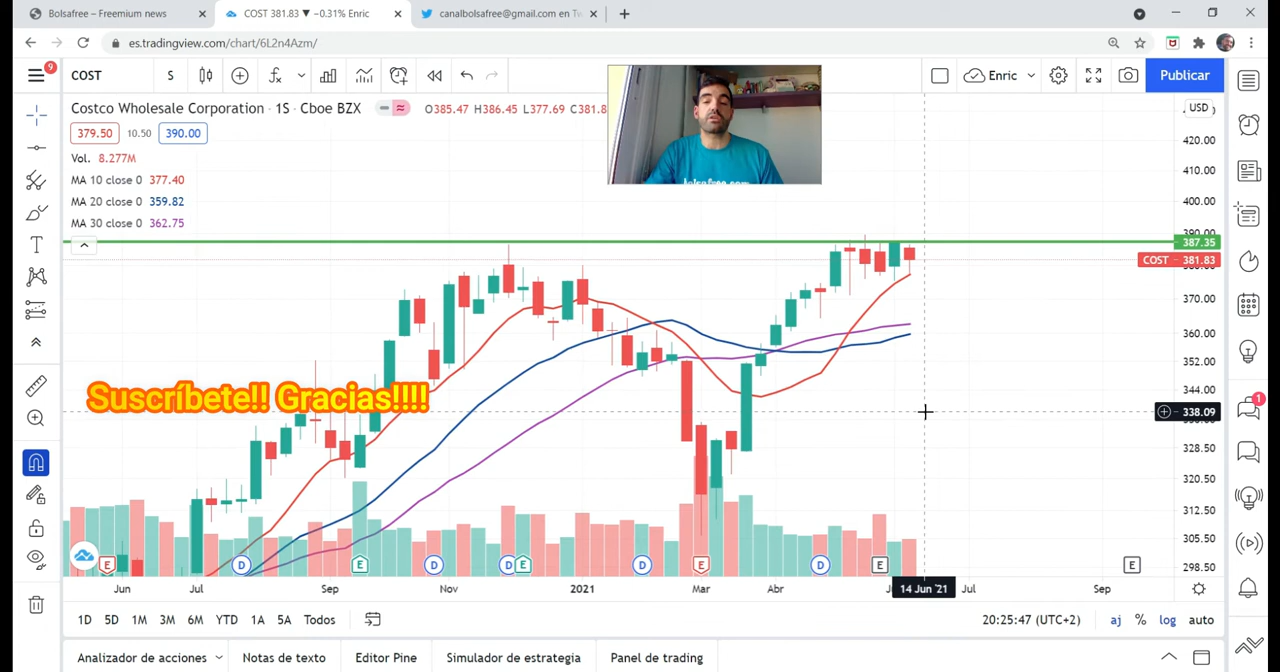 Bolsafree – Freemium news
COST 381.83 ▼ −0.31% Enric
canalbolsafree@gmail.com en Tw
es.tradingview.com/chart/6L2n4Azm/
9
COST
S
Enric
Publicar
Costco Wholesale Corporation · 1S · Cboe BZX
O385.47 H386.45 L377.69 C381.8
USD
379.50 10.50 390.00
Vol. 8.277M
MA 10 close 0 377.40
MA 20 close 0 359.82
MA 30 close 0 362.75
420.00
410.00
400.00
390.00
387.35
COST 381.83
370.00
360.00
352.00
344.00
338.09
328.50
320.50
312.50
305.50
298.50
Suscríbete!! Gracias!!!!
1
E D E D D E D E D E E
Jun Jul Sep Nov 2021 Mar Abr 14 Jun '21 Jul Sep
1D 5D 1M 3M 6M YTD 1A 5A Todos
20:25:47 (UTC+2) aj % log auto
Analizador de acciones Notas de texto Editor Pine Simulador de estrategia Panel de trading